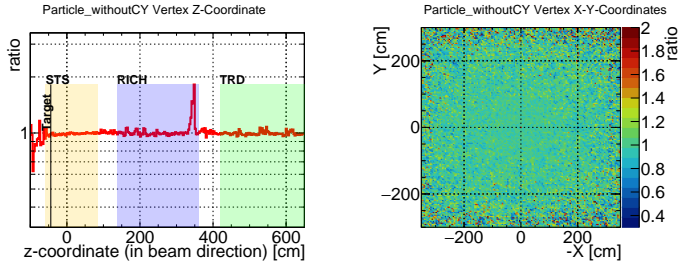 Particle_withoutCY Vertex Z-Coordinate
ratio
1
STS
RICH
TRD
Target
0
200
400
600
z-coordinate (in beam direction) [cm]
Particle_withoutCY Vertex X-Y-Coordinates
Y [cm]
200
0
−200
−200
0
200
-X [cm]
2
1.8
1.6
1.4
1.2
1
0.8
0.6
0.4
ratio